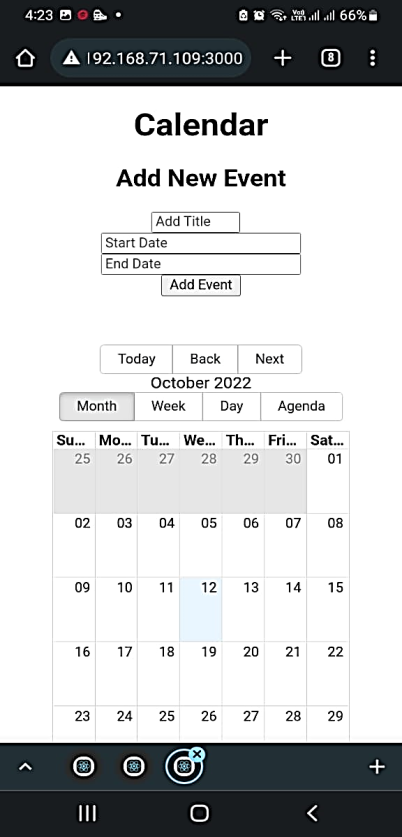 4:23 Vo) LTE1 66%
192.168.71.109:3000 8
Calendar
Add New Event
Add Title
Start Date
End Date
Add Event
Today Back Next
October 2022
Month Week Day Agenda
Su... Mo... Tu... We... Th... Fri... Sat...
25 26 27 28 29 30 01
02 03 04 05 06 07 08
09 10 11 12 13 14 15
16 17 18 19 20 21 22
23 24 25 26 27 28 29